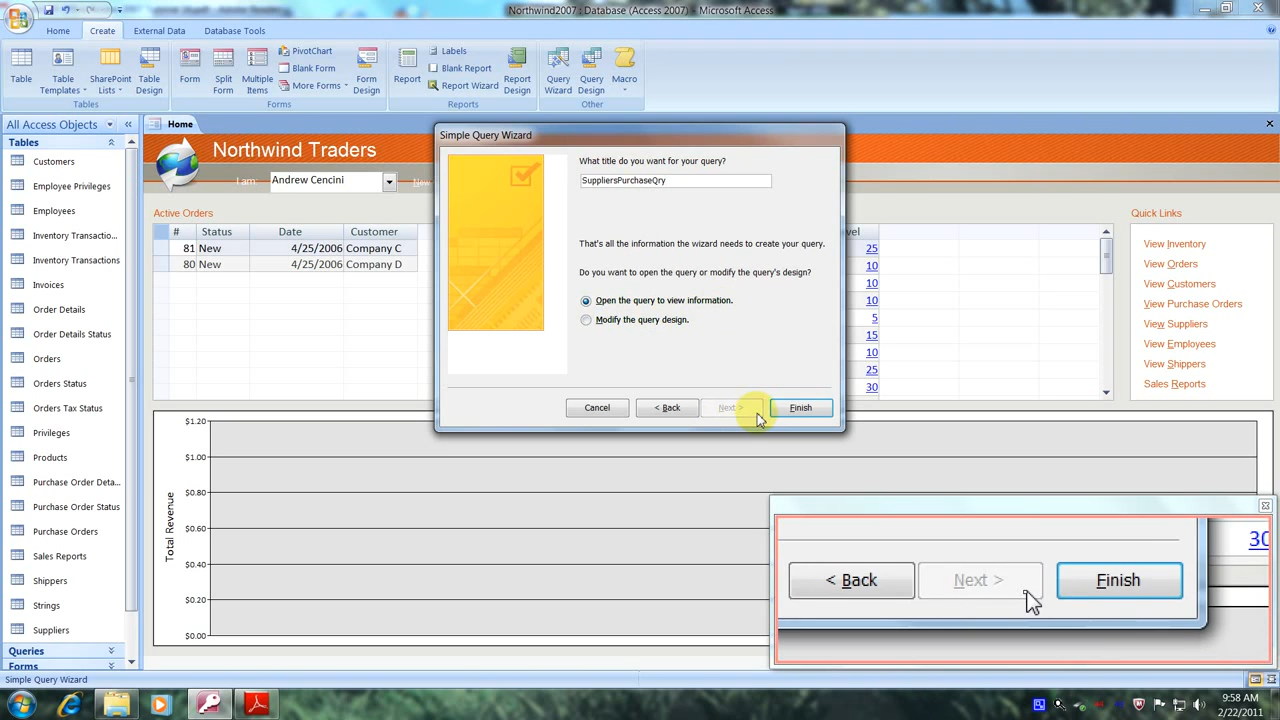 Northwind2007 : Database (Access 2007) - Microsoft Access
Home
Create
External Data
Database Tools
Table
Table Templates
SharePoint Lists
Table Design
Tables
Form
Split Form
Multiple Items
PivotChart
Blank Form
More Forms
Form Design
Forms
Report
Labels
Blank Report
Report Wizard
Report Design
Reports
Query Wizard
Query Design
Macro
Other
All Access Objects
Tables
Customers
Employee Privileges
Employees
Inventory Transactio...
Inventory Transactions
Invoices
Order Details
Order Details Status
Orders
Orders Status
Orders Tax Status
Privileges
Products
Purchase Order Deta...
Purchase Order Status
Purchase Orders
Sales Reports
Shippers
Strings
Suppliers
Queries
Forms
Home
Northwind Traders
I am:
Andrew Cencini
New
Active Orders
# Status Date Customer
81 New 4/25/2006 Company C
80 New 4/25/2006 Company D
Simple Query Wizard
What title do you want for your query?
SuppliersPurchaseQry
That's all the information the wizard needs to create your query.
Do you want to open the query or modify the query's design?
Open the query to view information.
Modify the query design.
Cancel
< Back
Next >
Finish
25
10
10
10
5
15
10
25
30
Quick Links
View Inventory
View Orders
View Customers
View Purchase Orders
View Suppliers
View Employees
View Shippers
Sales Reports
Total Revenue
$1.20
$1.00
$0.80
$0.60
$0.40
$0.20
$0.00
30
< Back
Next >
Finish
Simple Query Wizard
9:58 AM
2/22/2011